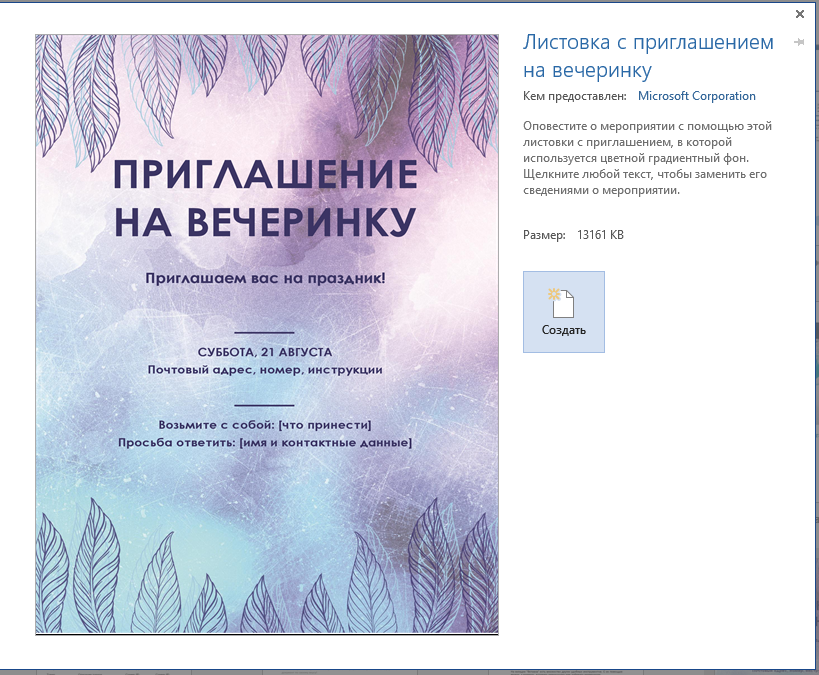 Листовка с приглашением
на вечеринку
Кем предоставлен: Microsoft Corporation
Оповестите о мероприятии с помощью этой
листовки с приглашением, в которой
используется цветной градиентный фон.
Щелкните любой текст, чтобы заменить его
сведениями о мероприятии.
Размер: 13161 КВ
Создать
ПРИГЛАШЕНИЕ
НА ВЕЧЕРИНКУ
Приглашаем вас на праздник!
СУББОТА, 21 АВГУСТА
Почтовый адрес, номер, инструкции
Возьмите с собой: [что принести]
Просьба ответить: [имя и контактные данные]